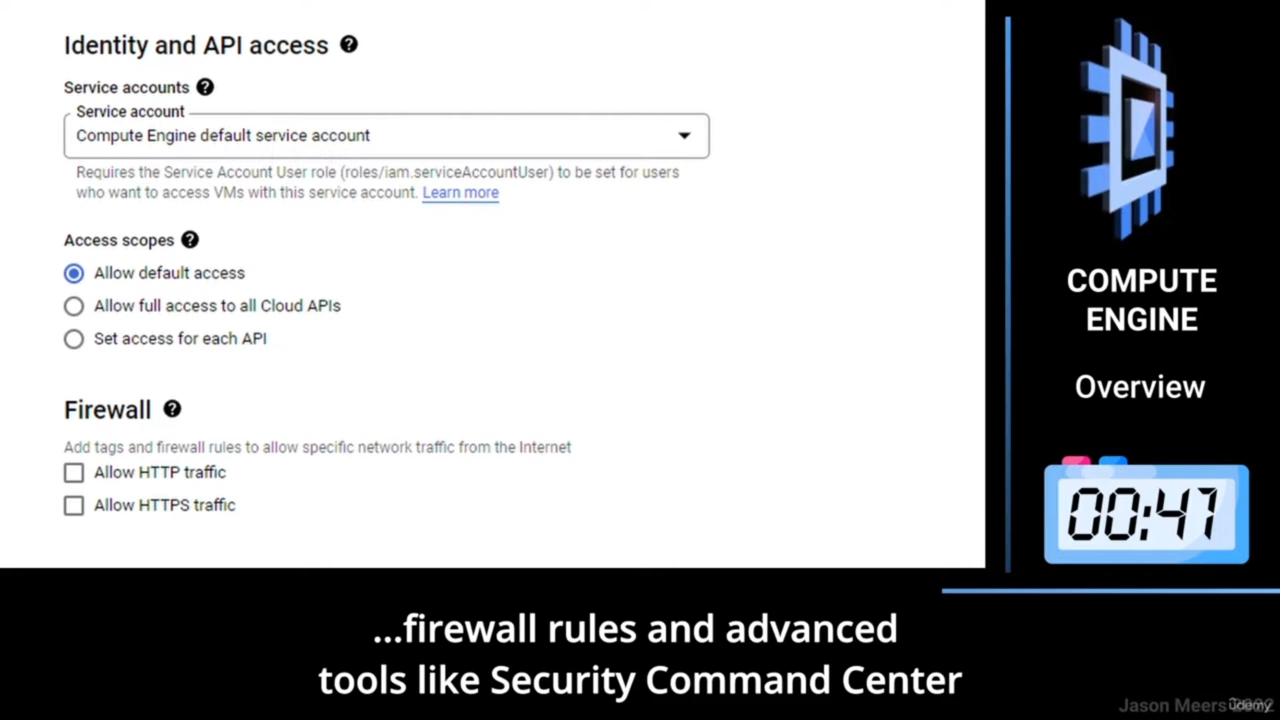 Identity and API access
Service accounts
Service account
Compute Engine default service account
Requires the Service Account User role (roles/iam.serviceAccountUser) to be set for users
who want to access VMs with this service account. Learn more
Access scopes
Allow default access
Allow full access to all Cloud APIs
Set access for each API
Firewall
Add tags and firewall rules to allow specific network traffic from the Internet
Allow HTTP traffic
Allow HTTPS traffic
COMPUTE
ENGINE
Overview
00:47
...firewall rules and advanced
tools like Security Command Center
Jason Meers
Udemy